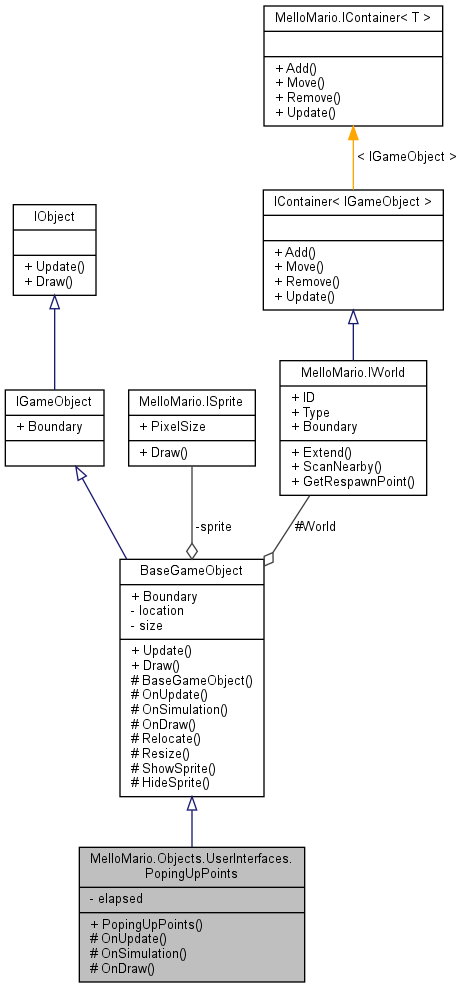 MelloMario.IContainer< T >
+ Add()
+ Move()
+ Remove()
+ Update()
< IGameObject >
IContainer< IGameObject >
+ Add()
+ Move()
+ Remove()
+ Update()
IObject
+ Update()
+ Draw()
IGameObject
+ Boundary
MelloMario.ISprite
+ PixelSize
+ Draw()
MelloMario.IWorld
+ ID
+ Type
+ Boundary
+ Extend()
+ ScanNearby()
+ GetRespawnPoint()
-sprite
#World
BaseGameObject
+ Boundary
- location
- size
+ Update()
+ Draw()
# BaseGameObject()
# OnUpdate()
# OnSimulation()
# OnDraw()
# Relocate()
# Resize()
# ShowSprite()
# HideSprite()
MelloMario.Objects.UserInterfaces.
PopingUpPoints
- elapsed
+ PopingUpPoints()
# OnUpdate()
# OnSimulation()
# OnDraw()